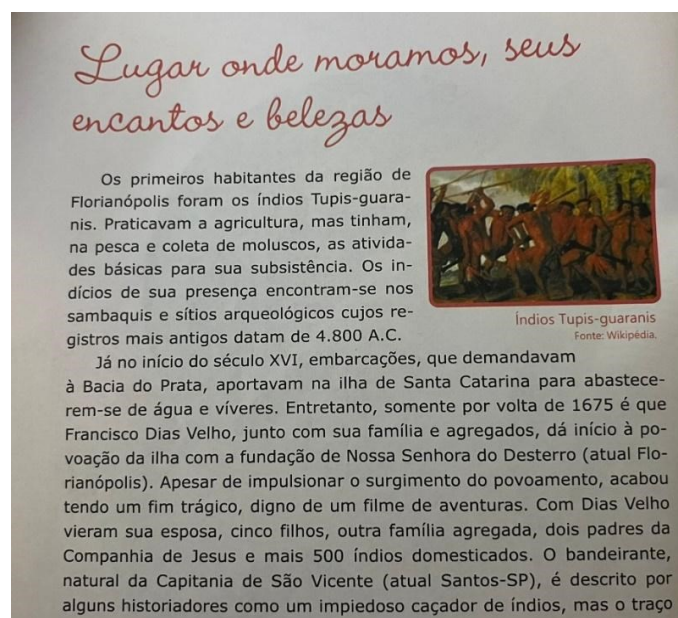 Lugar onde moramos, seus
encantos e belezas
Os primeiros habitantes da região de
Florianópolis foram os índios Tupis-guara-
nis. Praticavam a agricultura, mas tinham,
na pesca e coleta de moluscos, as ativida-
des básicas para sua subsistência. Os in-
dícios de sua presença encontram-se nos
sambaquis e sítios arqueológicos cujos re-
gistros mais antigos datam de 4.800 A.C.
Índios Tupis-guaranis
Fonte: Wikipédia.
Já no início do século XVI, embarcações, que demandavam
à Bacia do Prata, aportavam na ilha de Santa Catarina para abastece-
rem-se de água e víveres. Entretanto, somente por volta de 1675 é que
Francisco Dias Velho, junto com sua família e agregados, dá início à po-
voação da ilha com a fundação de Nossa Senhora do Desterro (atual Flo-
rianópolis). Apesar de impulsionar o surgimento do povoamento, acabou
tendo um fim trágico, digno de um filme de aventuras. Com Dias Velho
vieram sua esposa, cinco filhos, outra família agregada, dois padres da
Companhia de Jesus e mais 500 índios domesticados. O bandeirante,
natural da Capitania de São Vicente (atual Santos-SP), é descrito por
alguns historiadores como um impiedoso caçador de índios, mas o traço